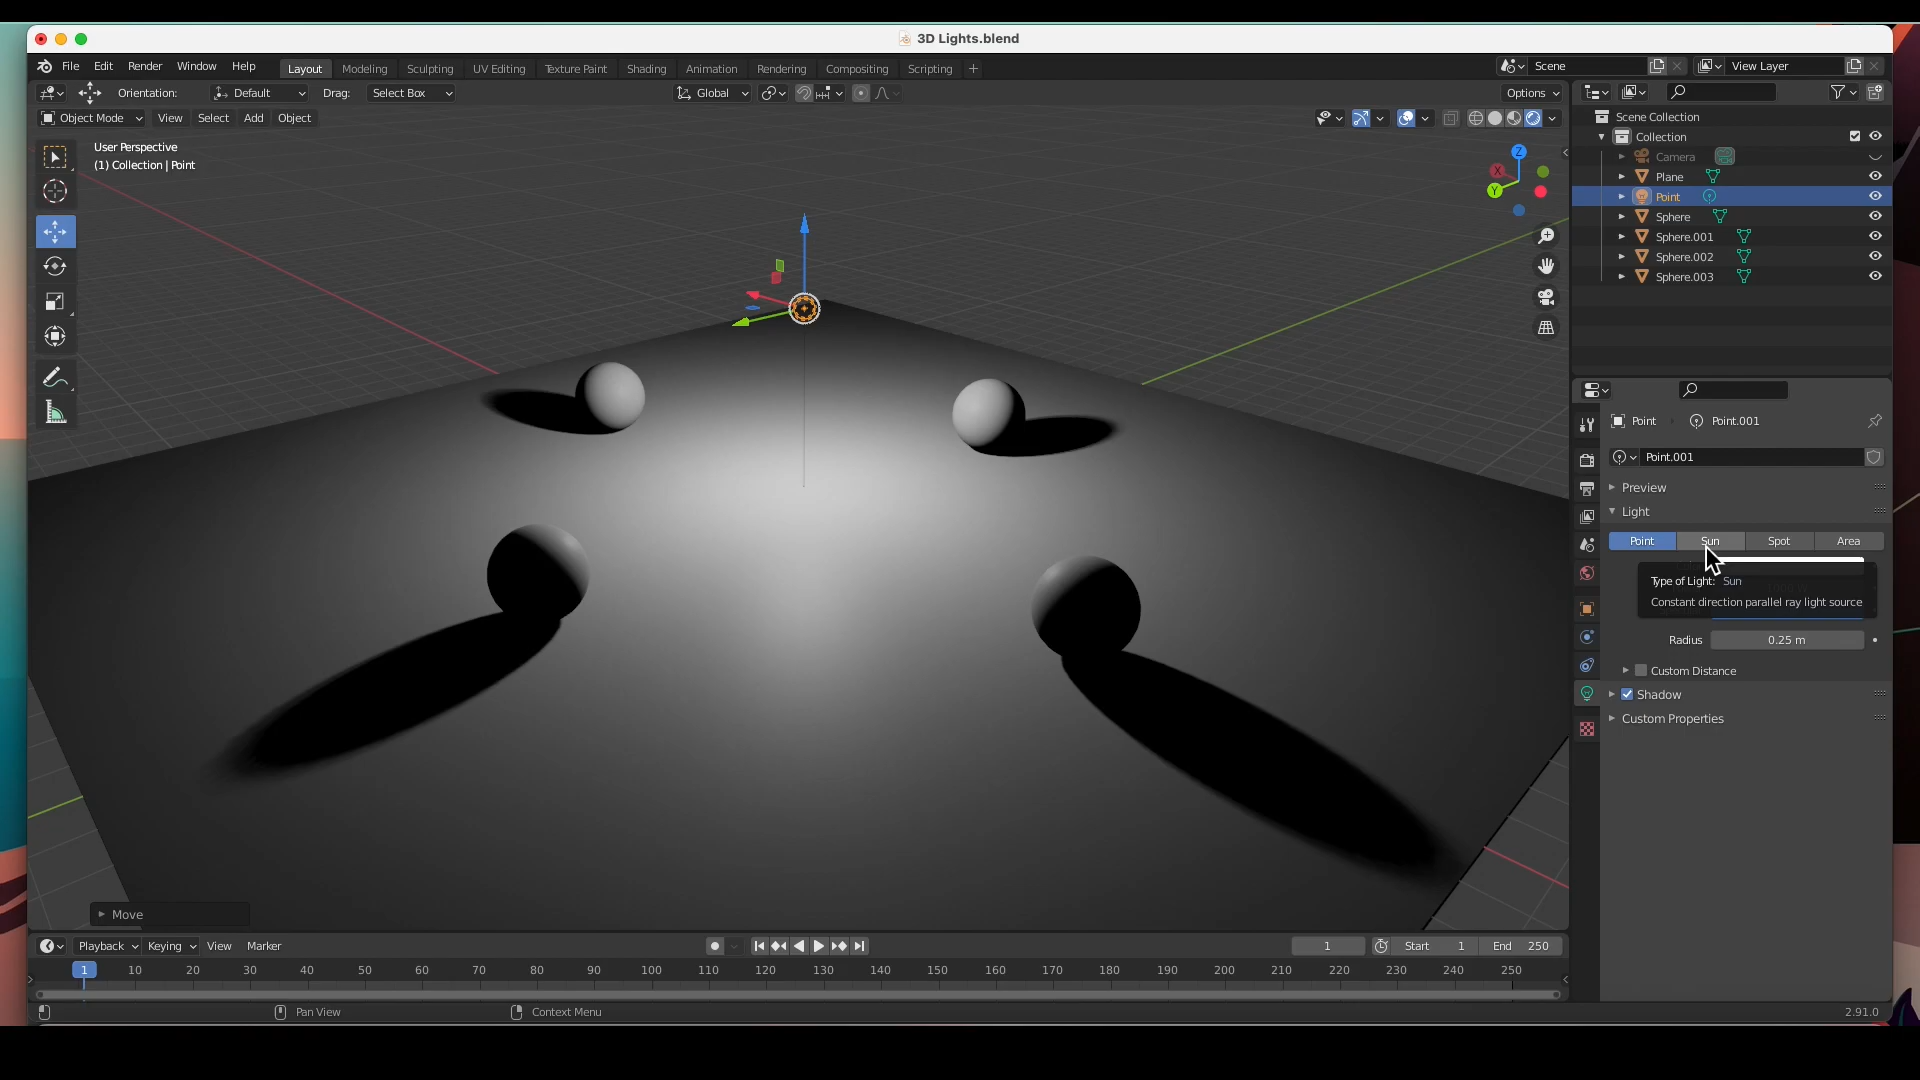 3D Lights.blend
File Edit Render Window Help Layout Modeling Sculpting UV Editing Texture Paint Shading Animation Rendering Compositing Scripting + Scene View Layer
Orientation: Default Drag: Select Box Global Options
Object Mode View Select Add Object
User Perspective
(1) Collection | Point
Z
X
Y
Scene Collection
Collection
Camera
Plane
Point
Sphere
Sphere.001
Sphere.002
Sphere.003
Point Point.001
Point.001
Preview
Light
Point Sun Spot Area
Type of Light: Sun
Constant direction parallel ray light source
Radius 0.25 m
Custom Distance
Shadow
Custom Properties
Move
Playback Keying View Marker 1 Start 1 End 250
1 10 20 30 40 50 60 70 80 90 100 110 120 130 140 150 160 170 180 190 200 210 220 230 240 250
Pan View Context Menu 2.91.0